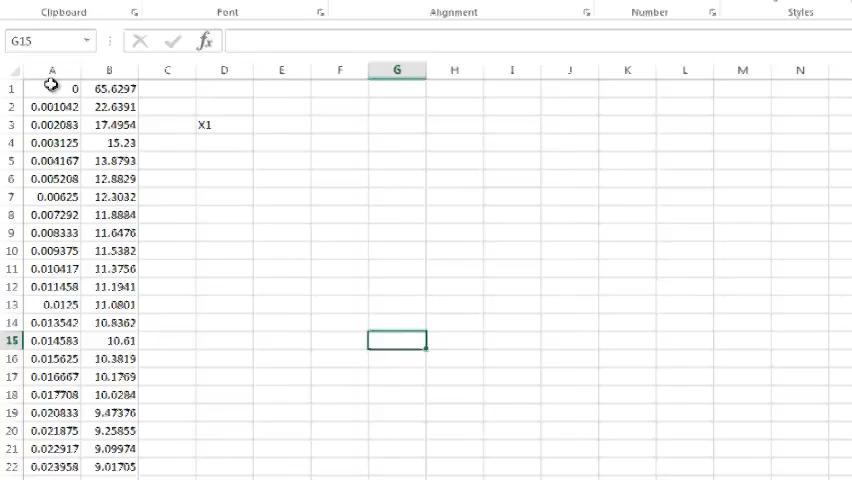 Clipboard Font Alignment Number Styles
G15 fx
A B C D E F G H I J K L M N
1 0 65.6297
2 0.001042 22.6391
3 0.002083 17.4954 X1
4 0.003125 15.23
5 0.004167 13.8793
6 0.005208 12.8829
7 0.00625 12.3032
8 0.007292 11.8884
9 0.008333 11.6476
10 0.009375 11.5382
11 0.010417 11.3756
12 0.011458 11.1941
13 0.0125 11.0801
14 0.013542 10.8362
15 0.014583 10.61
16 0.015625 10.3819
17 0.016667 10.1769
18 0.017708 10.0284
19 0.020833 9.47376
20 0.021875 9.25855
21 0.022917 9.09974
22 0.023958 9.01705